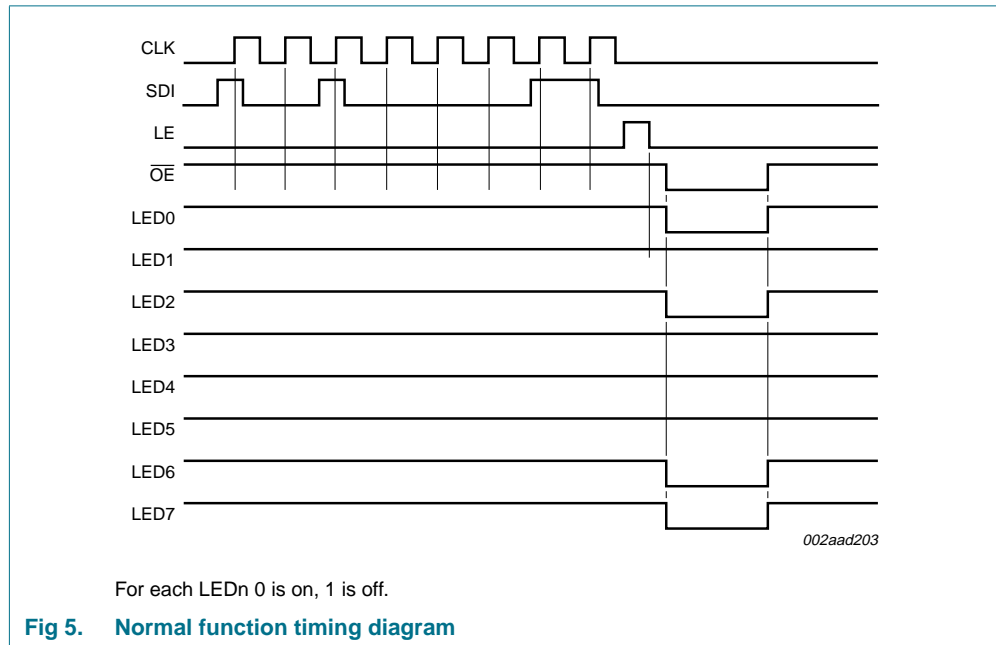 CLK
SDI
LE
OE
LED0
LED1
LED2
LED3
LED4
LED5
LED6
LED7
002aad203
For each LEDn 0 is on, 1 is off.
Fig 5. Normal function timing diagram